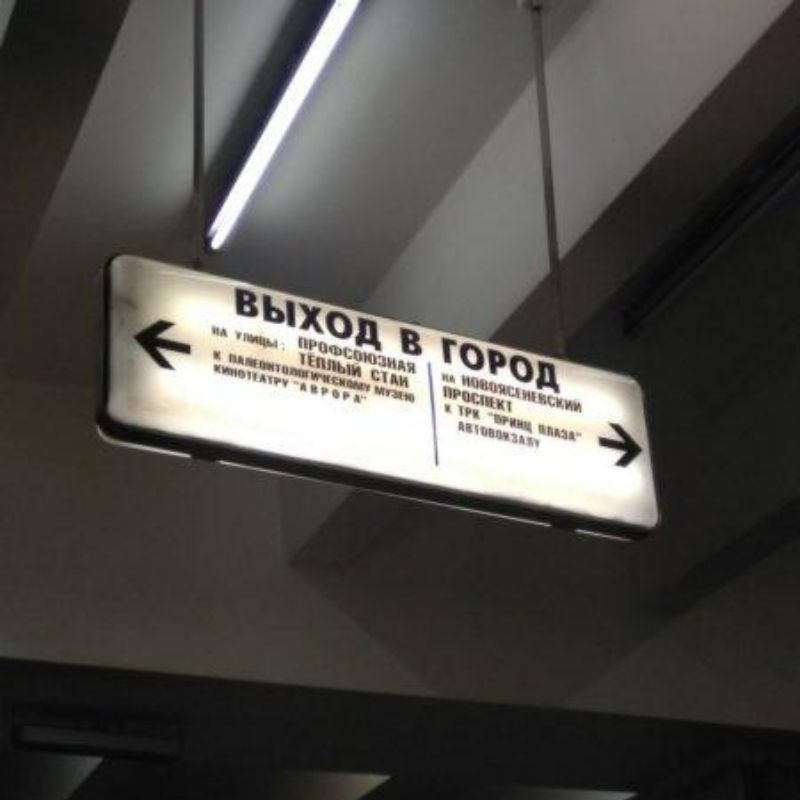 ВЫХОД В ГОРОД
НА УЛИЦЫ: ПРОФСОЮЗНАЯ
ТЁПЛЫЙ СТАН
К ПАЛЕОНТОЛОГИЧЕСКОМУ МУЗЕЮ
КИНОТЕАТРУ "АВРОРА"
НА НОВОЯСЕНЕВСКИЙ
ПРОСПЕКТ
К ТРК "ПРИНЦ ПЛАЗА"
АВТОВОКЗАЛУ